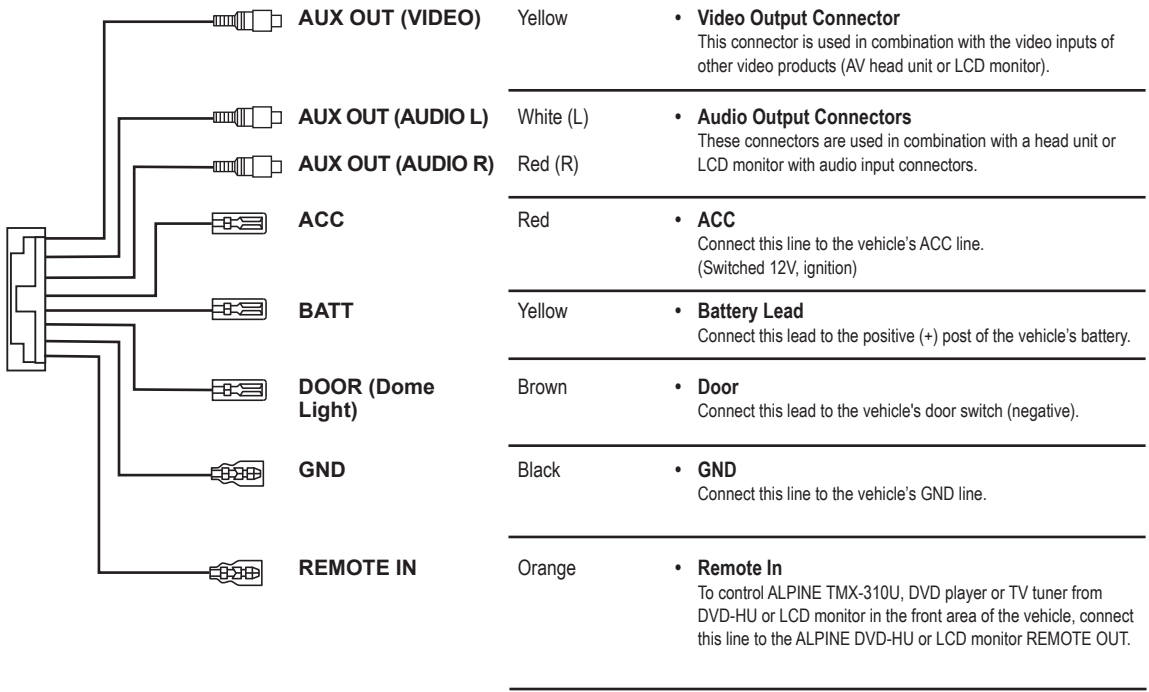 AUX OUT (VIDEO) Yellow • Video Output Connector
This connector is used in combination with the video inputs of
other video products (AV head unit or LCD monitor).
AUX OUT (AUDIO L) White (L) • Audio Output Connectors
These connectors are used in combination with a head unit or
AUX OUT (AUDIO R) Red (R) LCD monitor with audio input connectors.
ACC Red • ACC
Connect this line to the vehicle’s ACC line.
(Switched 12V, ignition)
BATT Yellow • Battery Lead
Connect this lead to the positive (+) post of the vehicle’s battery.
DOOR (Dome Brown • Door
Light) Connect this lead to the vehicle's door switch (negative).
GND Black • GND
Connect this line to the vehicle’s GND line.
REMOTE IN Orange • Remote In
To control ALPINE TMX-310U, DVD player or TV tuner from
DVD-HU or LCD monitor in the front area of the vehicle, connect
this line to the ALPINE DVD-HU or LCD monitor REMOTE OUT.